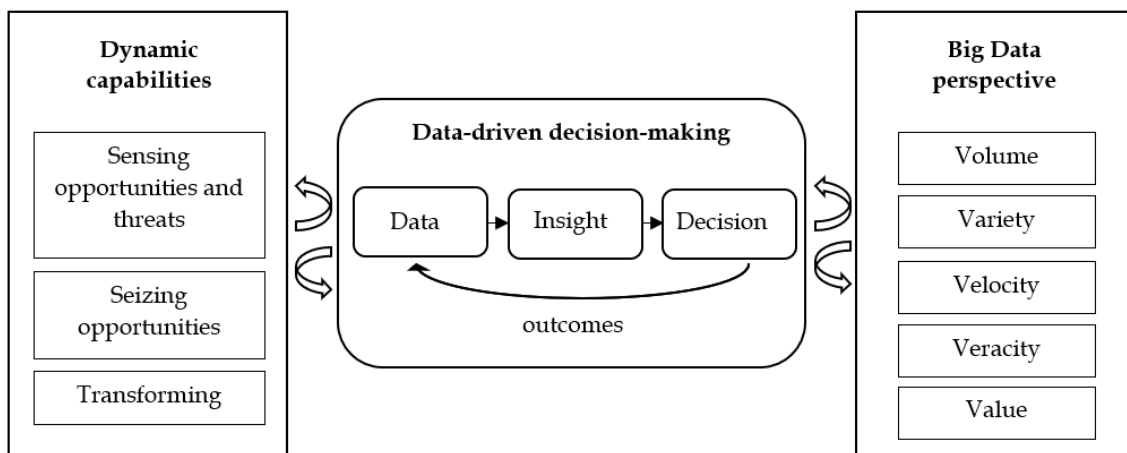 Dynamic
capabilities
Sensing
opportunities and
threats
Seizing
opportunities
Transforming
Data-driven decision-making
Data
Insight
Decision
outcomes
Big Data
perspective
Volume
Variety
Velocity
Veracity
Value